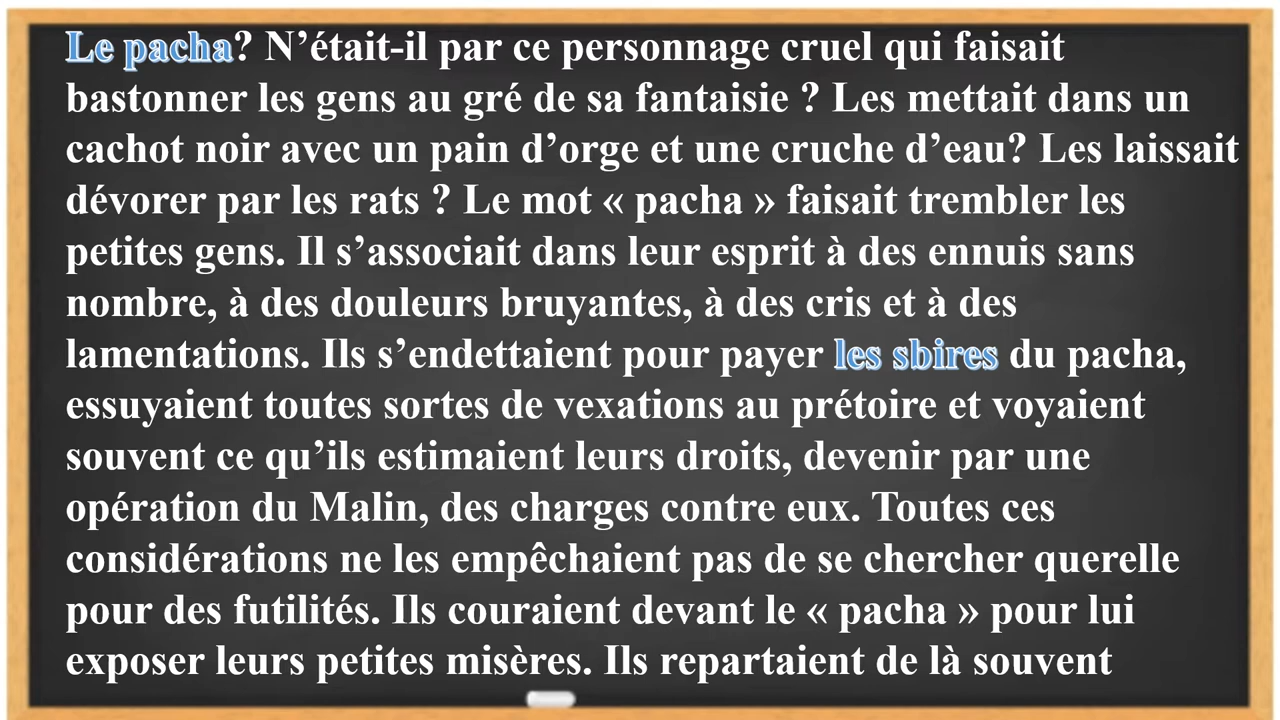 Le pacha? N’était-il par ce personnage cruel qui faisait
bastonner les gens au gré de sa fantaisie ? Les mettait dans un
cachot noir avec un pain d’orge et une cruche d’eau? Les laissait
dévorer par les rats ? Le mot « pacha » faisait trembler les
petites gens. Il s’associait dans leur esprit à des ennuis sans
nombre, à des douleurs bruyantes, à des cris et à des
lamentations. Ils s’endettaient pour payer les sbires du pacha,
essuyaient toutes sortes de vexations au prétoire et voyaient
souvent ce qu’ils estimaient leurs droits, devenir par une
opération du Malin, des charges contre eux. Toutes ces
considérations ne les empêchaient pas de se chercher querelle
pour des futilités. Ils couraient devant le « pacha » pour lui
exposer leurs petites misères. Ils repartaient de là souvent